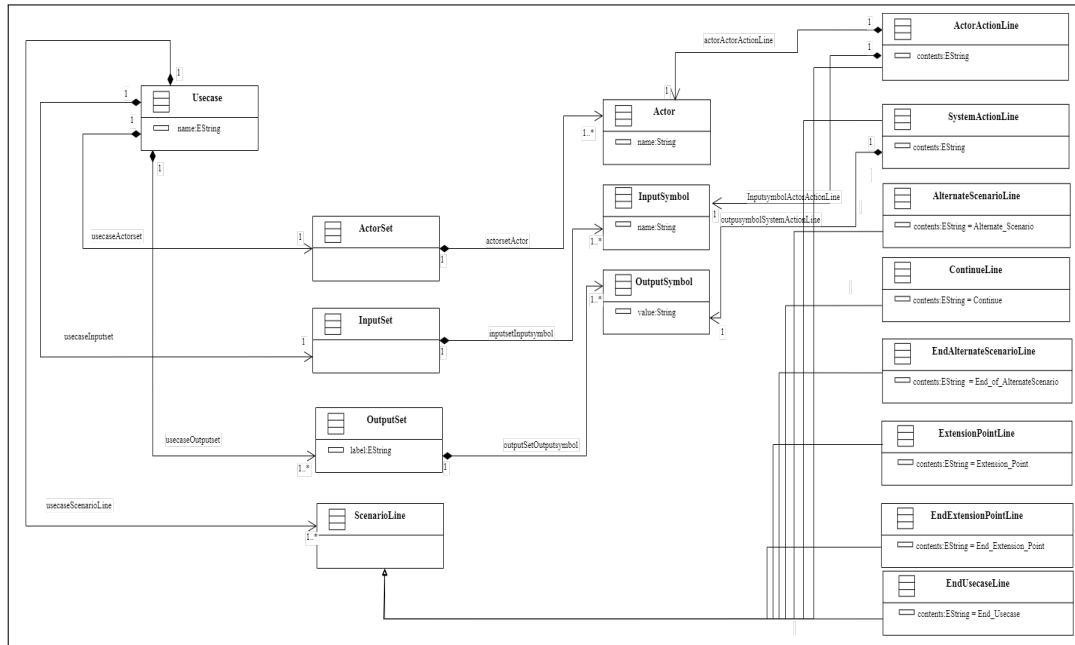 ActorActionLine
contents:EString
1
1
actorActorActionLine
1
Usecase
name:EString
1
1
1
1
Actor
name:String
1
1..*
SystemActionLine
contents:EString
1
AlternateScenarioLine
contents:EString = Alternate_Scenario
InputSymbol
name:String
1..*
InputsymbolActorActionLine
1
outpusymbolSystemActionLine
ActorSet
usecaseActorset
1
actorsetActor
1
OutputSymbol
value:String
1..*
1
ContinueLine
contents:EString = Continue
InputSet
usecaseInputset
1
inputsetInputsymbol
1
EndAlternateScenarioLine
contents:EString = End_of_AlternateScenario
OutputSet
label:EString
usecaseOutputset
1..*
outputSetOutputsymbol
1
ExtensionPointLine
contents:EString = Extension_Point
usecaseScenarioLine
ScenarioLine
1..*
EndExtensionPointLine
contents:EString = End_Extension_Point
EndUsecaseLine
contents:EString = End_Usecase